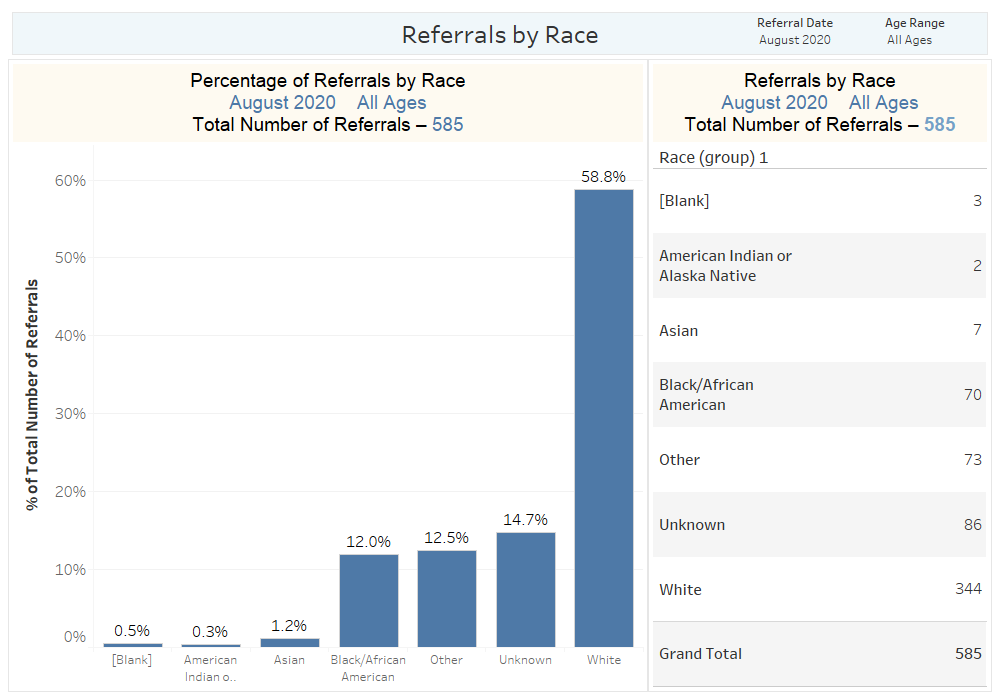 Referrals by Race
Referral Date
August 2020
Age Range
All Ages
Percentage of Referrals by Race
August 2020 All Ages
Total Number of Referrals – 585
% of Total Number of Referrals
60%
50%
40%
30%
20%
10%
0%
0.5%
0.3%
1.2%
12.0%
12.5%
14.7%
58.8%
[Blank]
American
Indian o..
Asian
Black/African
American
Other
Unknown
White
Referrals by Race
August 2020 All Ages
Total Number of Referrals – 585
Race (group) 1
[Blank] 3
American Indian or
Alaska Native 2
Asian 7
Black/African
American 70
Other 73
Unknown 86
White 344
Grand Total 585